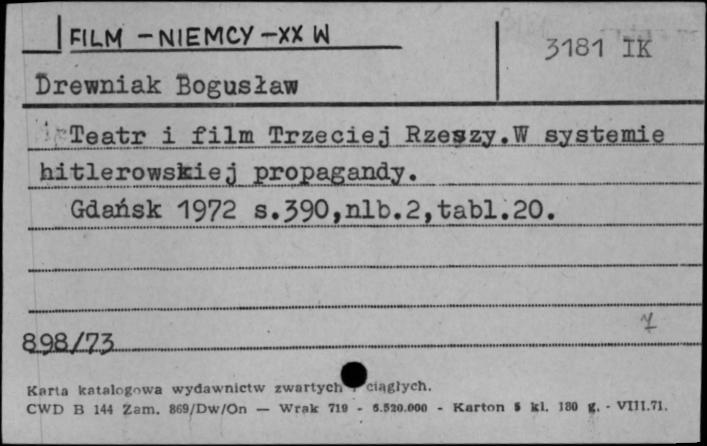 FILM - NIEMCY - XX W
3181 IK
Drewniak Bogusław
Teatr i film Trzeciej Rzeszy.W systemie
hitlerowskiej propagandy.
Gdańsk 1972 s.390,nlb.2,tabl.20.
898/73
Karta katalogowa wydawnictw zwartych i ciągłych.
CWD B 144 Zam. 869/Dw/On — Wrak 719 - 6.520.000 - Karton 5 kl. 180 g. - VIII.71.